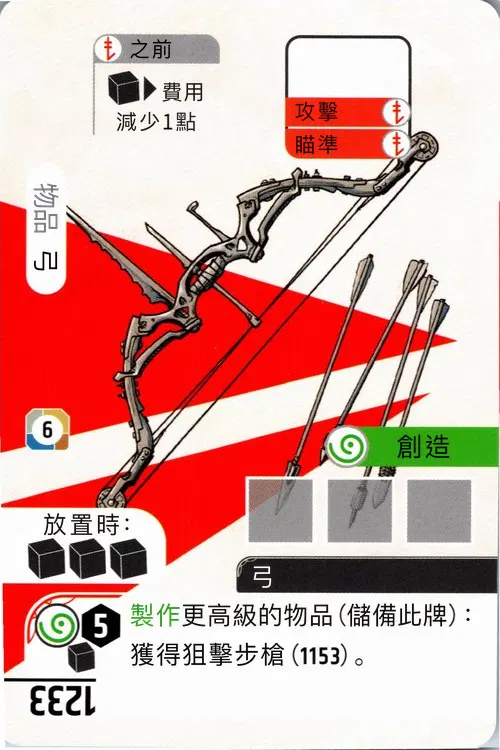 之前
費用
減少1點
攻擊
瞄準
物品 弓
6
創造
放置時:
弓
5
製作更高級的物品(儲備此牌):
獲得狙擊步槍(1153)。
1233